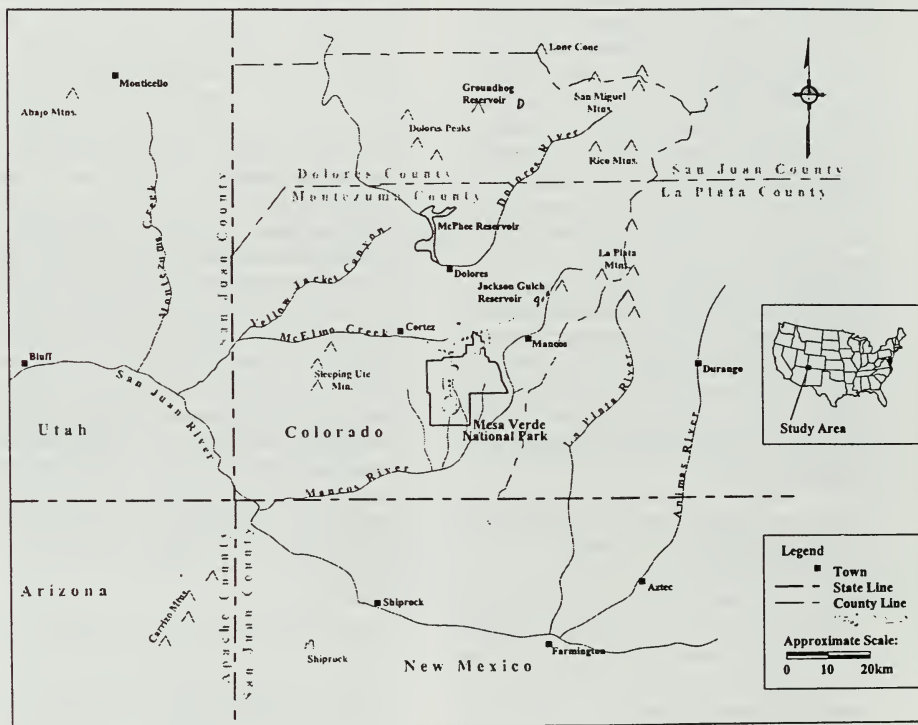 Lone Cone
Monticello
Groundhog
Reservoir
D
San Miguel
Mtns.
Abajo Mtns.
Dolores Peaks
Rico Mtns.
Dolores River
San Juan County
Dolores County
San Juan County
Montezuma County
La Plata County
Montezuma Creek
McPhee Reservoir
Yellow Jacket Canyon
Dolores
La Plata
Mtns.
Jackson Gulch
Reservoir
McElmo Creek
Cortez
Mancos
Bluff
Sleeping Ute
Mtn.
Durango
San Juan River
La Plata River
Study Area
Utah
Colorado
Mesa Verde
National Park
Mancos River
Animas River
Legend
Town
State Line
County Line
Arizona
Carrizo Mtns.
Apache County
San Juan County
Shiprock
Aztec
Approximate Scale:
0 10 20km
Shiprock
New Mexico
Farmington